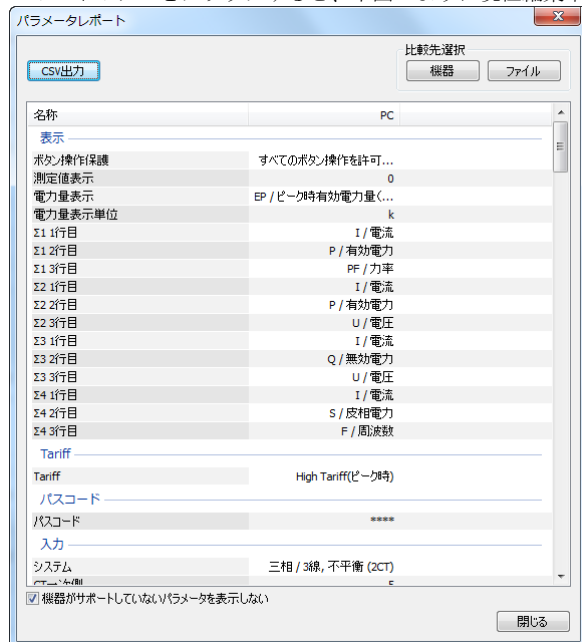 パラメータレポート
比較先選択
CSV出力
機器
ファイル
名称 PC
表示
ボタン操作保護 すべてのボタン操作を許可...
測定値表示 0
電力量表示 EP / ピーク時有効電力量(...
電力量表示単位 k
Σ1 1行目 I / 電流
Σ1 2行目 P / 有効電力
Σ1 3行目 PF / 力率
Σ2 1行目 I / 電流
Σ2 2行目 P / 有効電力
Σ2 3行目 U / 電圧
Σ3 1行目 I / 電流
Σ3 2行目 Q / 無効電力
Σ3 3行目 U / 電圧
Σ4 1行目 I / 電流
Σ4 2行目 S / 皮相電力
Σ4 3行目 F / 周波数
Tariff
Tariff High Tariff(ピーク時)
パスコード
パスコード ****
入力
システム 三相 / 3線, 不平衡 (2CT)
CT一次側 5
機器がサポートしていないパラメータを表示しない
閉じる